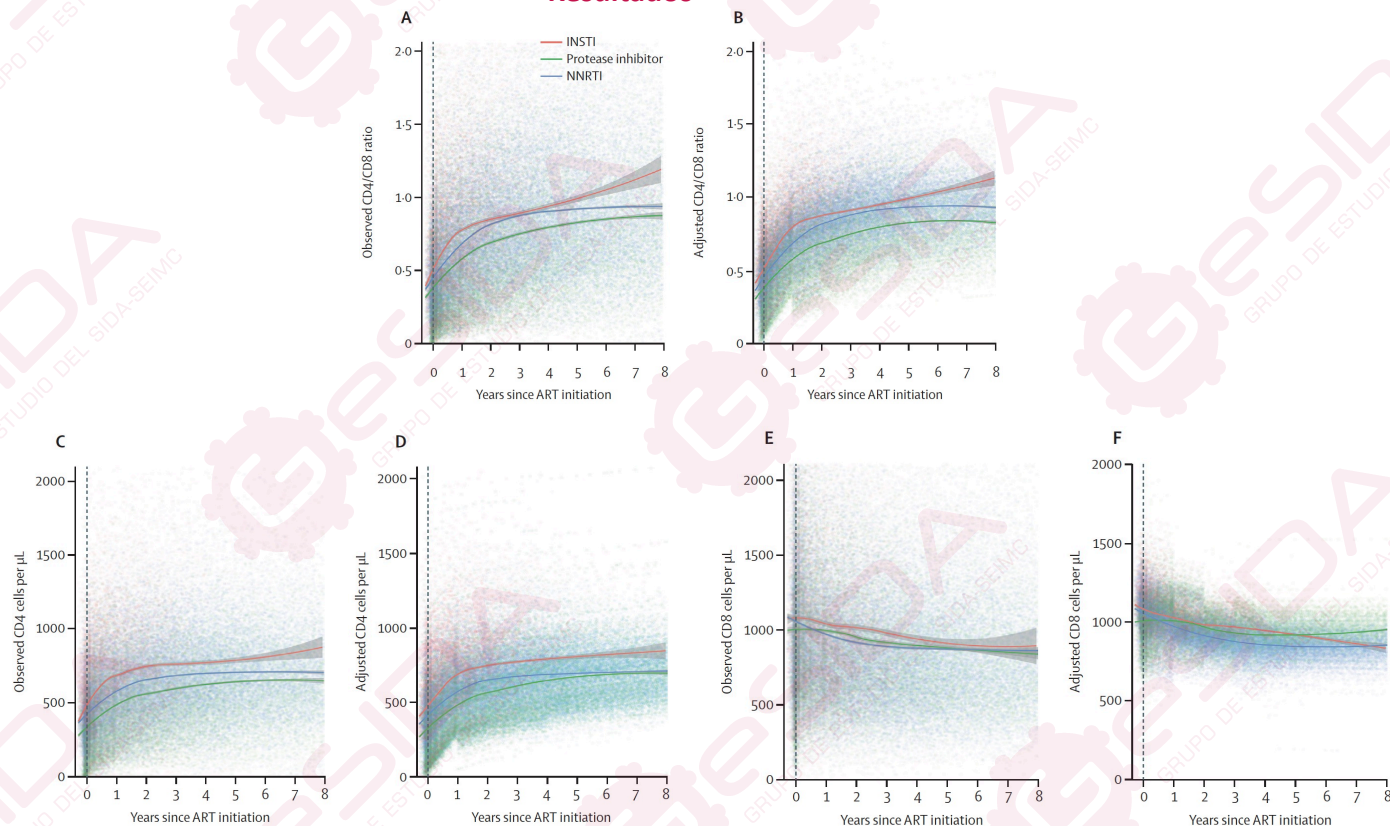 Resultados
A
INSTI
Protease inhibitor
NNRTI
2·0
1·5
1·0
0·5
0
Observed CD4/CD8 ratio
0 1 2 3 4 5 6 7 8
Years since ART initiation
B
2·0
1·5
1·0
0·5
0
Adjusted CD4/CD8 ratio
0 1 2 3 4 5 6 7 8
Years since ART initiation
C
2000
1500
1000
500
0
Observed CD4 cells per µL
0 1 2 3 4 5 6 7 8
Years since ART initiation
D
2000
1500
1000
500
0
Adjusted CD4 cells per µL
0 1 2 3 4 5 6 7 8
Years since ART initiation
E
2000
1500
1000
500
0
Observed CD8 cells per µL
0 1 2 3 4 5 6 7 8
Years since ART initiation
F
2000
1500
1000
500
0
Adjusted CD8 cells per µL
0 1 2 3 4 5 6 7 8
Years since ART initiation
GeSIDA
GRUPO DE ESTUDIO DEL SIDA-SEIMC